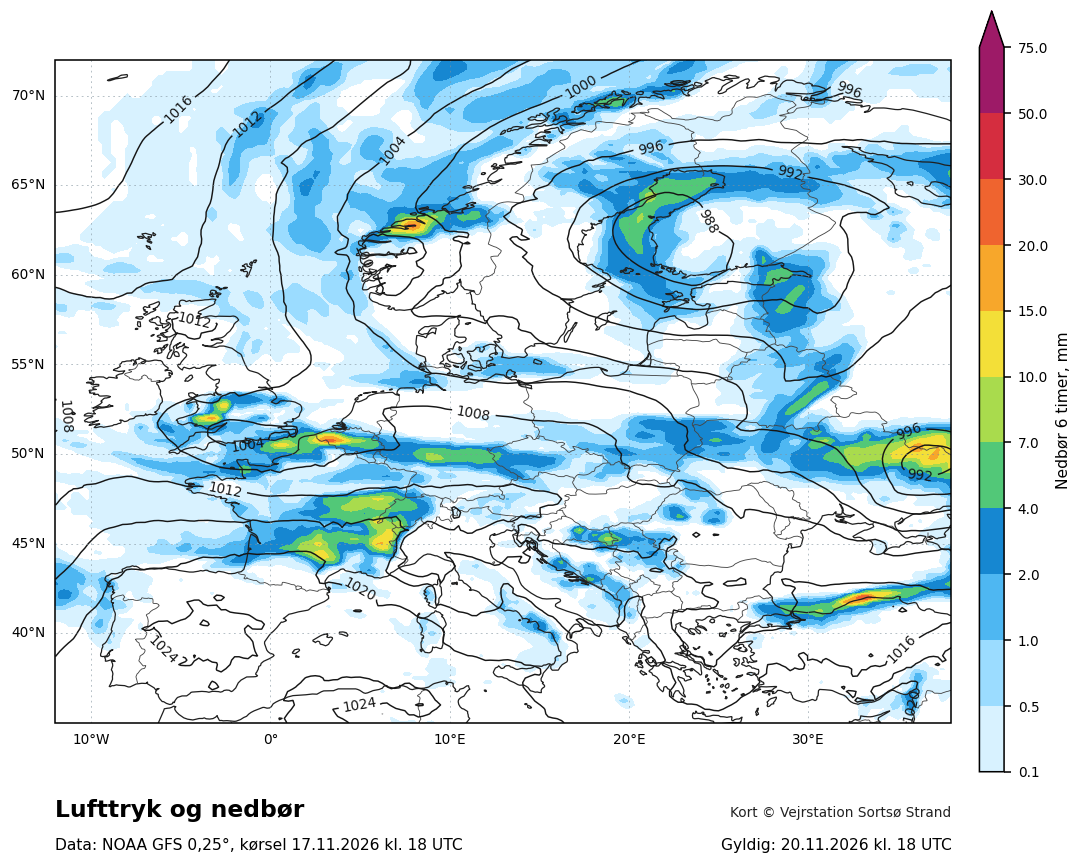 1000
996
1016
1012
1004
996
992
988
1012
1008
1008
1004
996
992
1012
1020
1024
1016
1024
1020
70°N
65°N
60°N
55°N
50°N
45°N
40°N
10°W
0°
10°E
20°E
30°E
75.0
50.0
30.0
20.0
15.0
10.0
7.0
4.0
2.0
1.0
0.5
0.1
Nedbør 6 timer, mm
Lufttryk og nedbør
Kort © Vejrstation Sortsø Strand
Data: NOAA GFS 0,25°, kørsel 17.11.2026 kl. 18 UTC
Gyldig: 20.11.2026 kl. 18 UTC